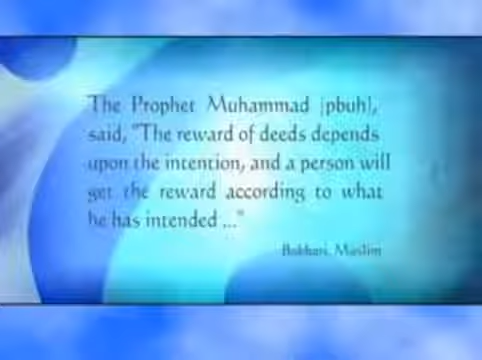 The Prophet Muhammad (pbuh),
said, "The reward of deeds depends
upon the intention, and a person will
get the reward according to what
he has intended ..."
Bukhari, Muslim